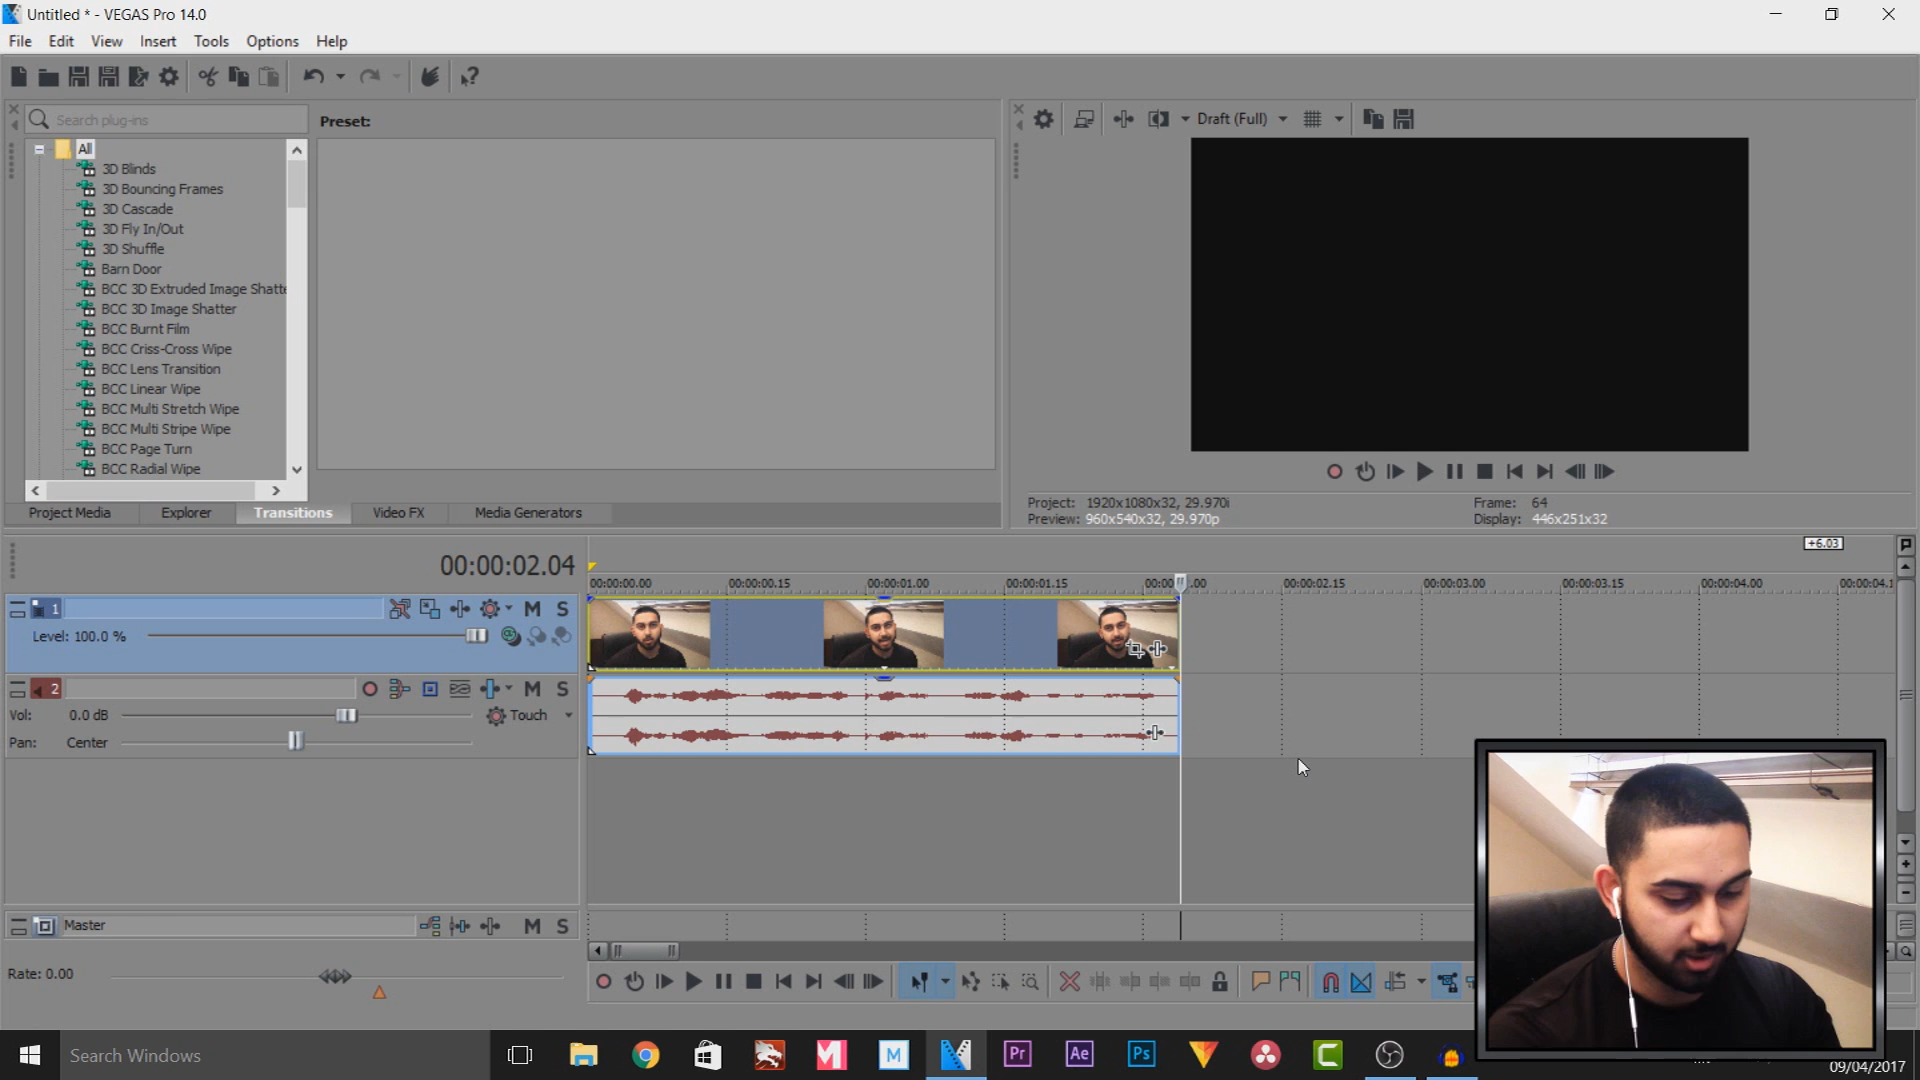 Untitled * - VEGAS Pro 14.0
File Edit View Insert Tools Options Help
Search plug-ins
Preset:
Draft (Full)
All
3D Blinds
3D Bouncing Frames
3D Cascade
3D Fly In/Out
3D Shuffle
Barn Door
BCC 3D Extruded Image Shatte
BCC 3D Image Shatter
BCC Burnt Film
BCC Criss-Cross Wipe
BCC Lens Transition
BCC Linear Wipe
BCC Multi Stretch Wipe
BCC Multi Stripe Wipe
BCC Page Turn
BCC Radial Wipe
Project Media Explorer Transitions Video FX Media Generators
Project: 1920x1080x32, 29.970i
Frame: 64
Preview: 960x540x32, 29.970p
Display: 446x251x32
+6.03
00:00:02.04
00:00:00.00 00:00:00.15 00:00:01.00 00:00:01.15 00:00 .00 00:00:02.15 00:00:03.00 00:00:03.15 00:00:04.00 00:00:04.1
1 M S
Level: 100.0 %
2 M S
Vol: 0.0 dB Touch
Pan: Center
Master M S
Rate: 0.00
Search Windows
M M Pr Ae Ps C
09/04/2017